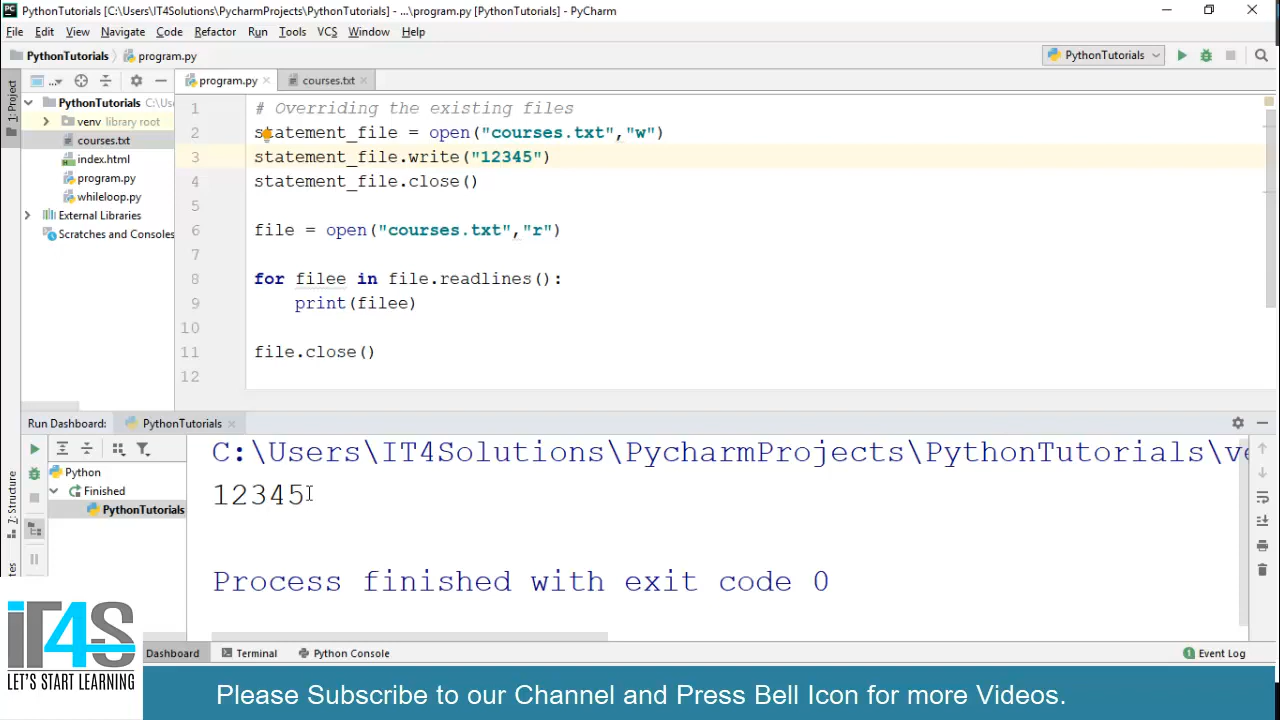 PythonTutorials [C:\Users\IT4Solutions\PycharmProjects\PythonTutorials] - ...\program.py [PythonTutorials] - PyCharm
File Edit View Navigate Code Refactor Run Tools VCS Window Help
PythonTutorials program.py PythonTutorials
1: Project
program.py courses.txt
PythonTutorials C:\Us
venv library root
courses.txt
index.html
program.py
whileloop.py
External Libraries
Scratches and Consoles
1 # Overriding the existing files
2 statement_file = open("courses.txt","w")
3 statement_file.write("12345")
4 statement_file.close()
5
6 file = open("courses.txt","r")
7
8 for filee in file.readlines():
9 print(filee)
10
11 file.close()
12
Run Dashboard: PythonTutorials
7: Structure
Python
Finished
PythonTutorials
C:\Users\IT4Solutions\PycharmProjects\PythonTutorials\ve
12345
Process finished with exit code 0
Dashboard Terminal Python Console 1 Event Log
iT4S
LET'S START LEARNING
Please Subscribe to our Channel and Press Bell Icon for more Videos.